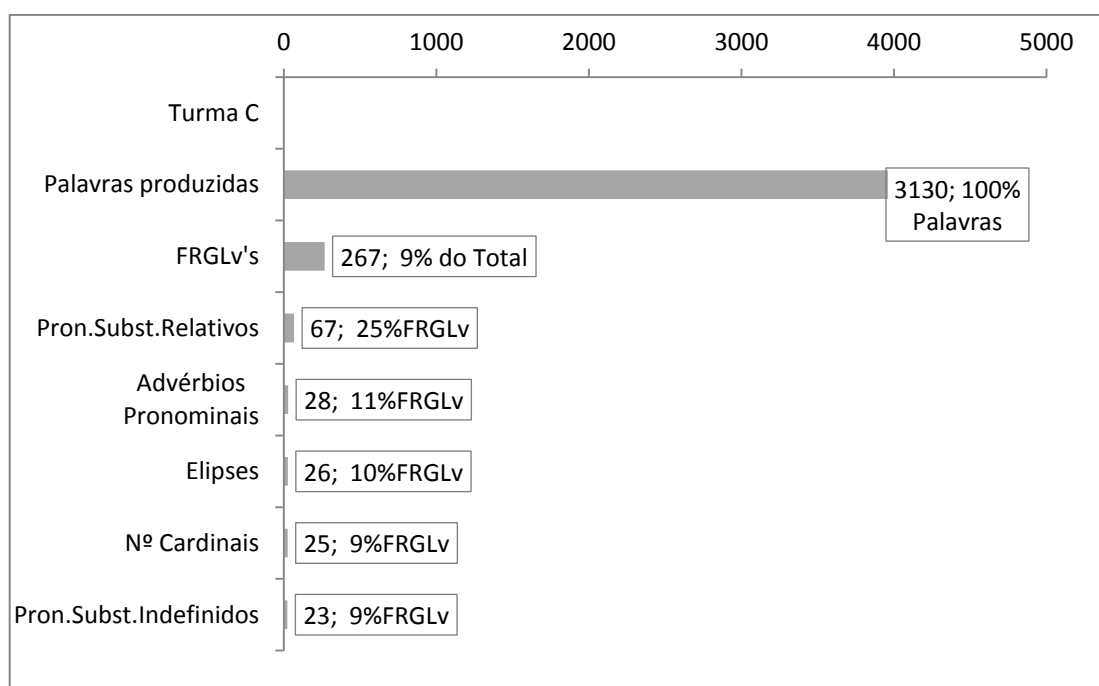 0 1000 2000 3000 4000 5000
Turma C
Palavras produzidas
3130; 100%
Palavras
FRGLv's
267; 9% do Total
Pron.Subst.Relativos
67; 25%FRGLv
Advérbios
Pronominais
28; 11%FRGLv
Elipses
26; 10%FRGLv
Nº Cardinais
25; 9%FRGLv
Pron.Subst.Indefinidos
23; 9%FRGLv